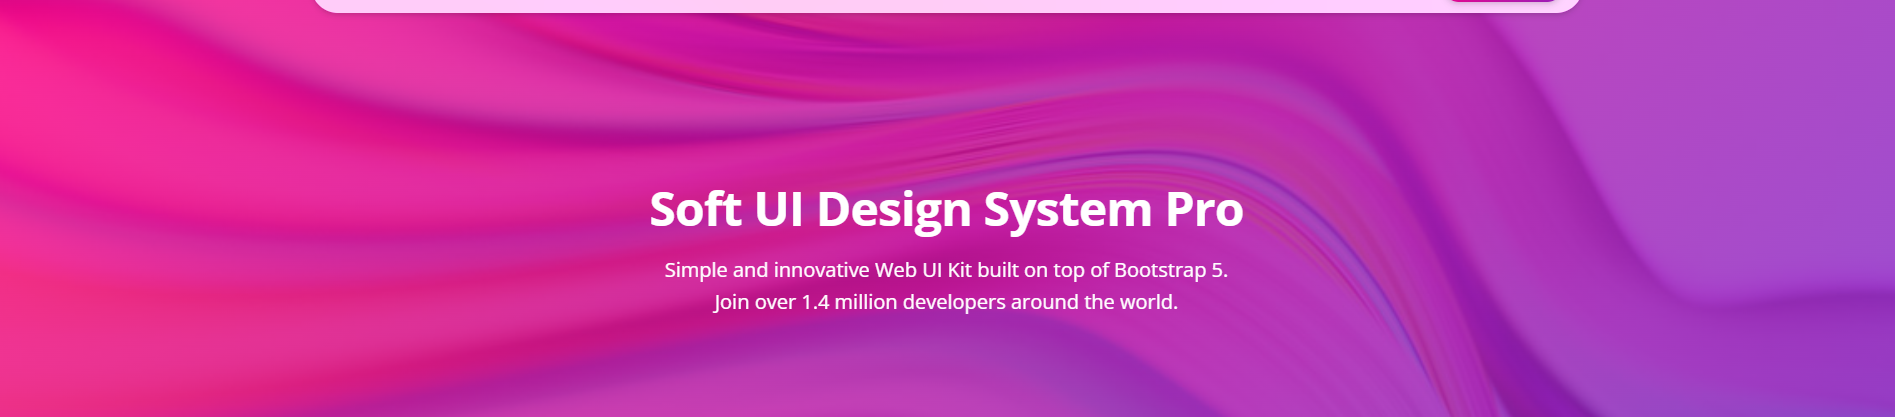 Soft UI Design System Pro
Simple and innovative Web UI Kit built on top of Bootstrap 5.
Join over 1.4 million developers around the world.